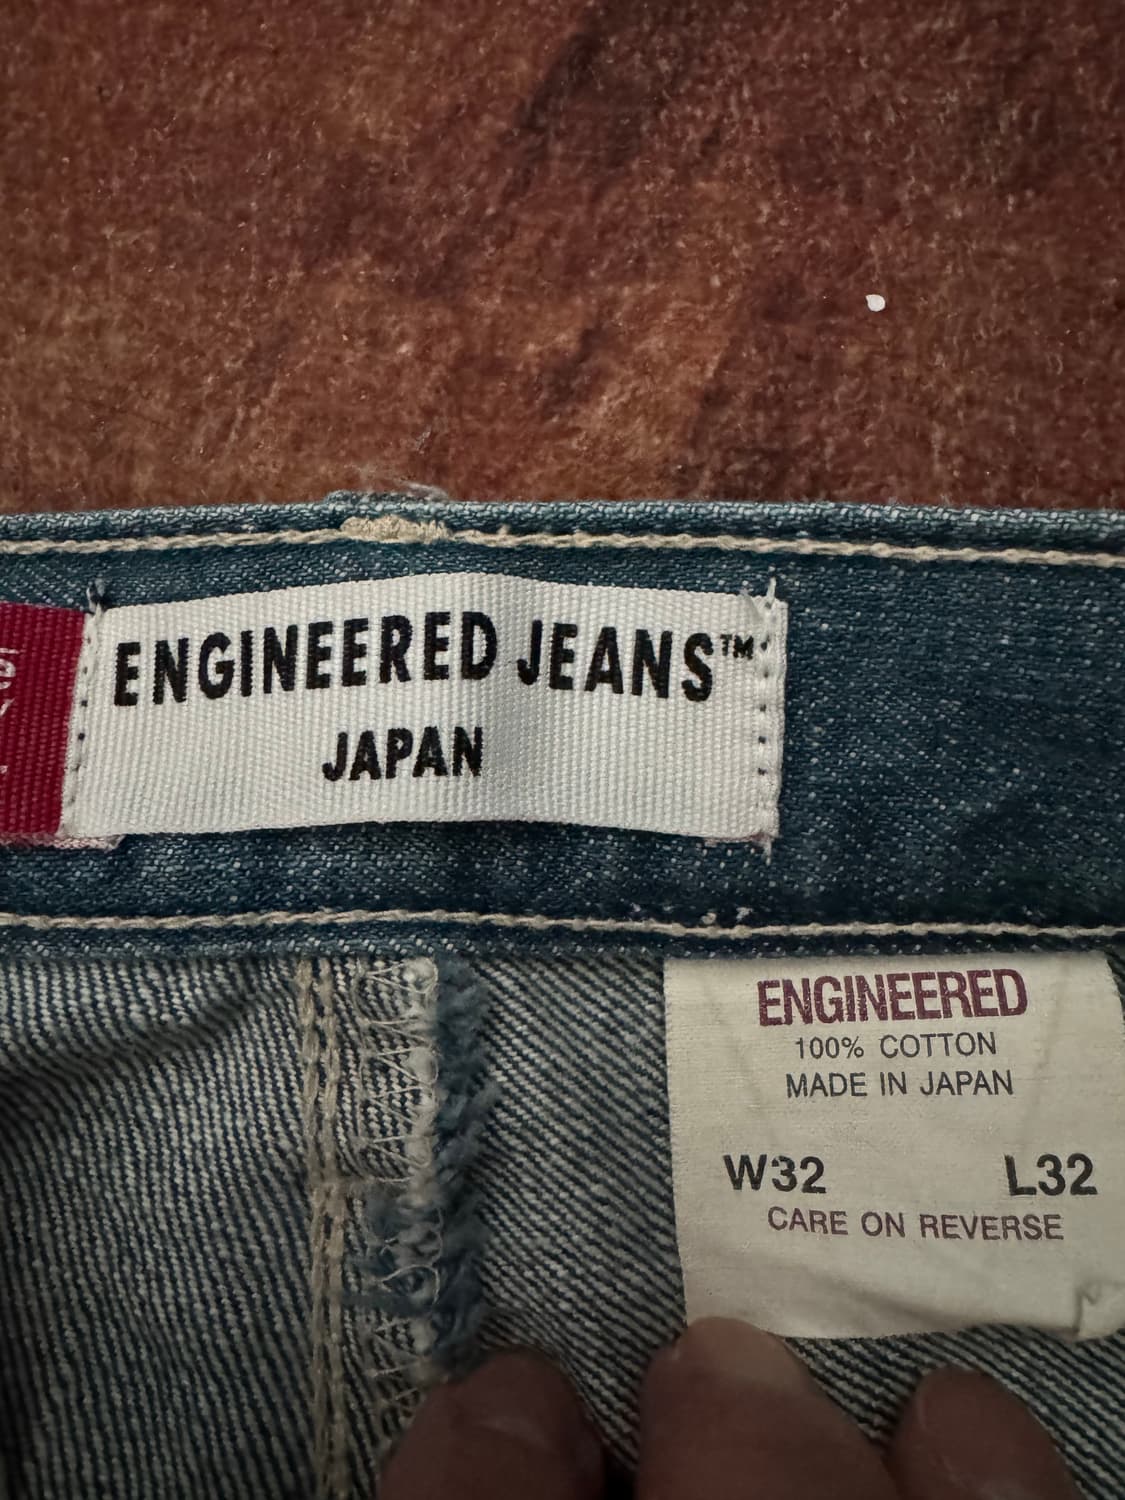 ENGINEERED JEANS™
JAPAN
ENGINEERED
100% COTTON
MADE IN JAPAN
W32 L32
CARE ON REVERSE